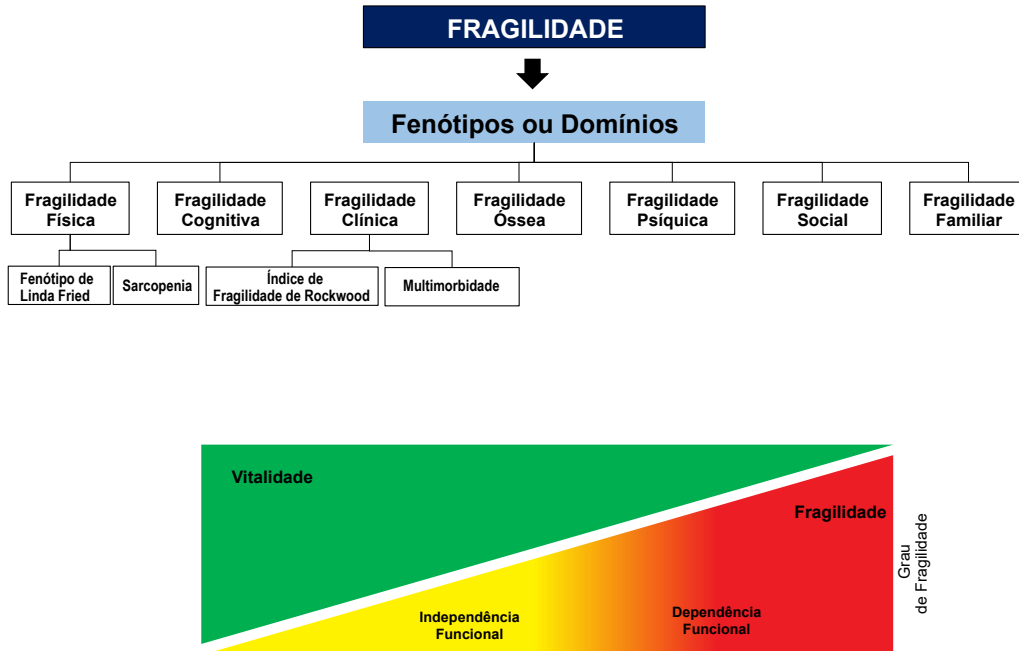 FRAGILIDADE
Fenótipos ou Domínios
Fragilidade
Física
Fragilidade
Cognitiva
Fragilidade
Clínica
Fragilidade
Óssea
Fragilidade
Psíquica
Fragilidade
Social
Fragilidade
Familiar
Fenótipo de
Linda Fried
Sarcopenia
Índice de
Fragilidade de Rockwood
Multimorbidade
Vitalidade
Fragilidade
Independência
Funcional
Dependência
Funcional
Grau
de Fragilidade